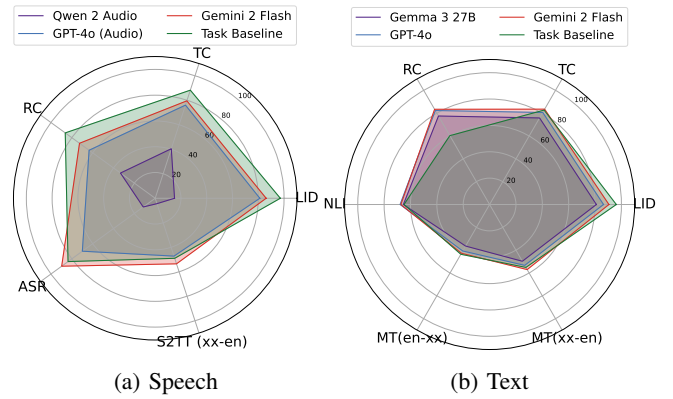 Qwen 2 Audio
GPT-4o (Audio)
Gemini 2 Flash
Task Baseline
TC
RC
LID
ASR
S2TT (xx-en)
20
40
60
80
100
(a) Speech
Gemma 3 27B
GPT-4o
Gemini 2 Flash
Task Baseline
RC
TC
NLI
LID
MT(en-xx)
MT(xx-en)
20
40
60
80
100
(b) Text